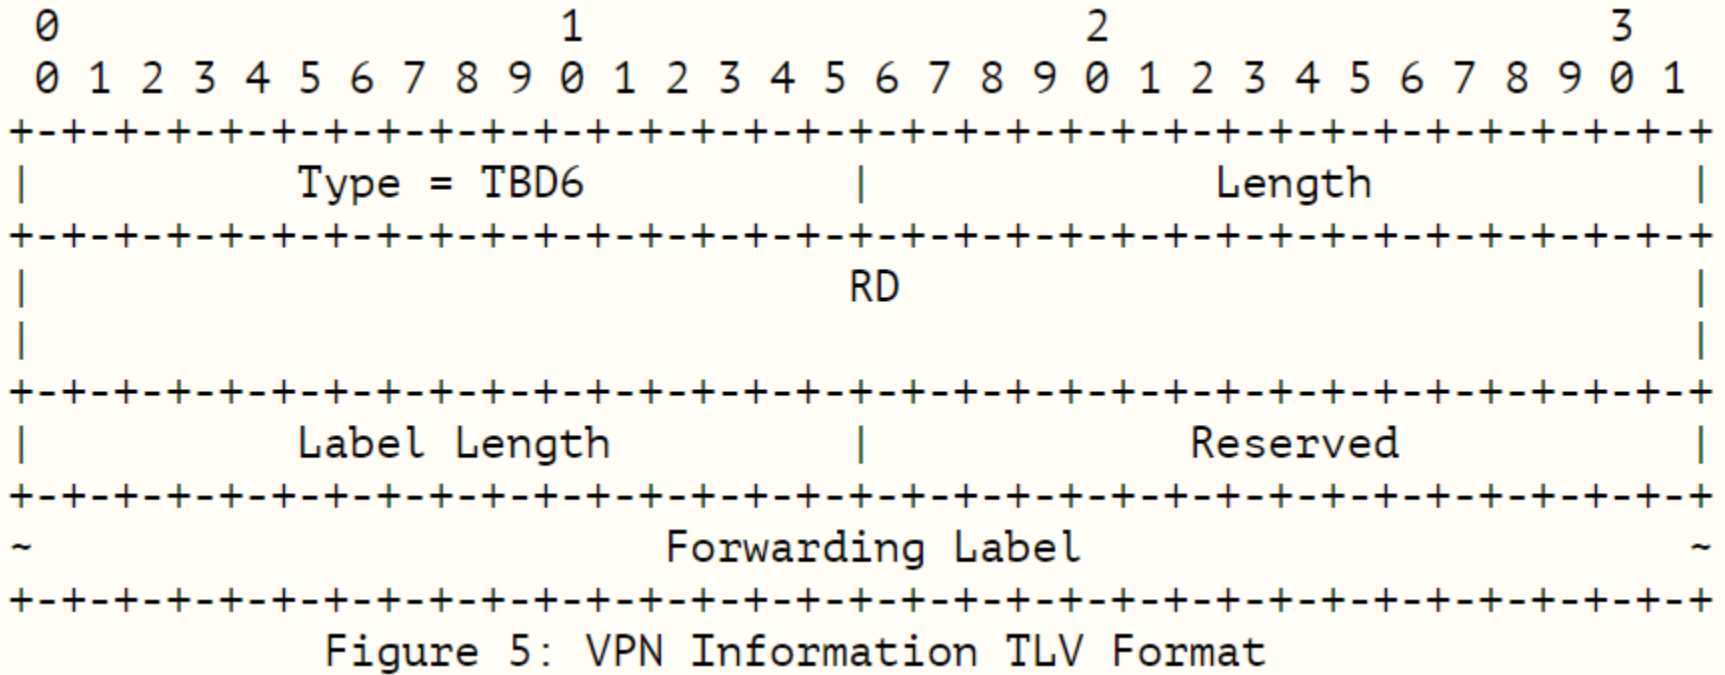 0                   1                   2                   3
 0 1 2 3 4 5 6 7 8 9 0 1 2 3 4 5 6 7 8 9 0 1 2 3 4 5 6 7 8 9 0 1
+-+-+-+-+-+-+-+-+-+-+-+-+-+-+-+-+-+-+-+-+-+-+-+-+-+-+-+-+-+-+-+-+
|          Type = TBD6          |             Length            |
+-+-+-+-+-+-+-+-+-+-+-+-+-+-+-+-+-+-+-+-+-+-+-+-+-+-+-+-+-+-+-+-+
|                               RD                              |
|                                                               |
+-+-+-+-+-+-+-+-+-+-+-+-+-+-+-+-+-+-+-+-+-+-+-+-+-+-+-+-+-+-+-+-+
|          Label Length         |            Reserved           |
+-+-+-+-+-+-+-+-+-+-+-+-+-+-+-+-+-+-+-+-+-+-+-+-+-+-+-+-+-+-+-+-+
~                        Forwarding Label                       ~
+-+-+-+-+-+-+-+-+-+-+-+-+-+-+-+-+-+-+-+-+-+-+-+-+-+-+-+-+-+-+-+-+
            Figure 5: VPN Information TLV Format